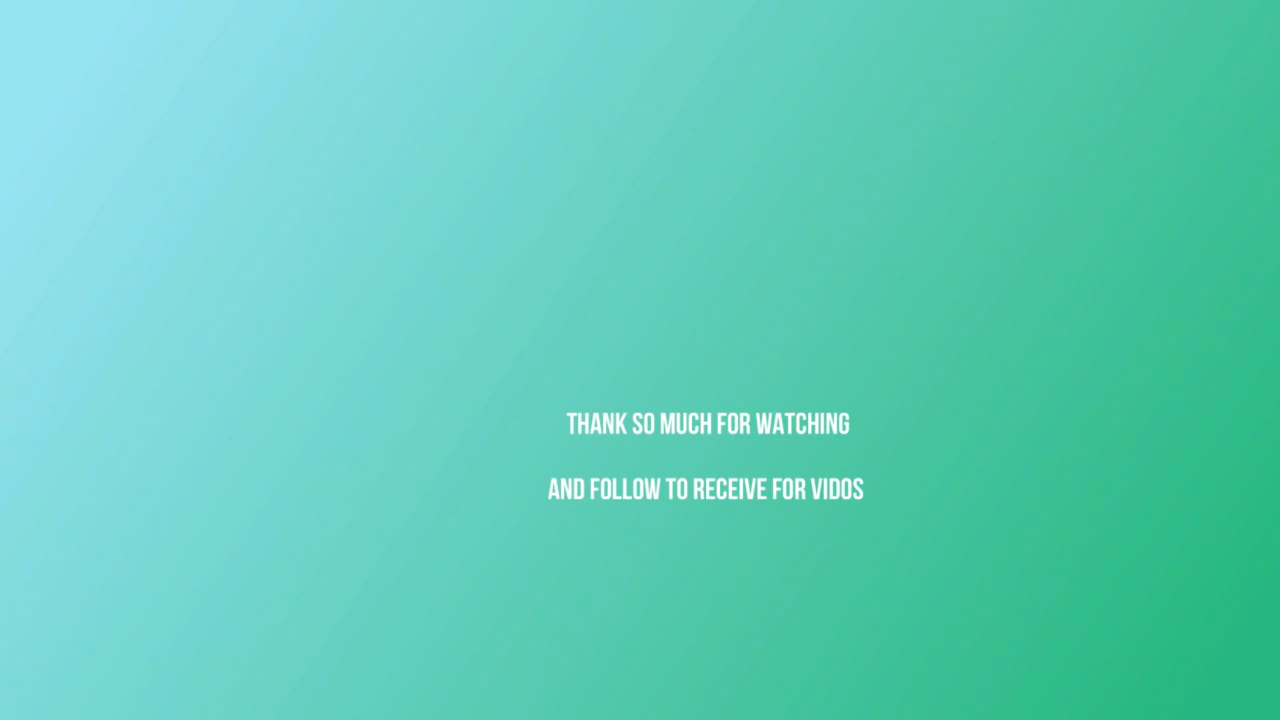 THANK SO MUCH FOR WATCHING
AND FOLLOW TO RECEIVE FOR VIDOS